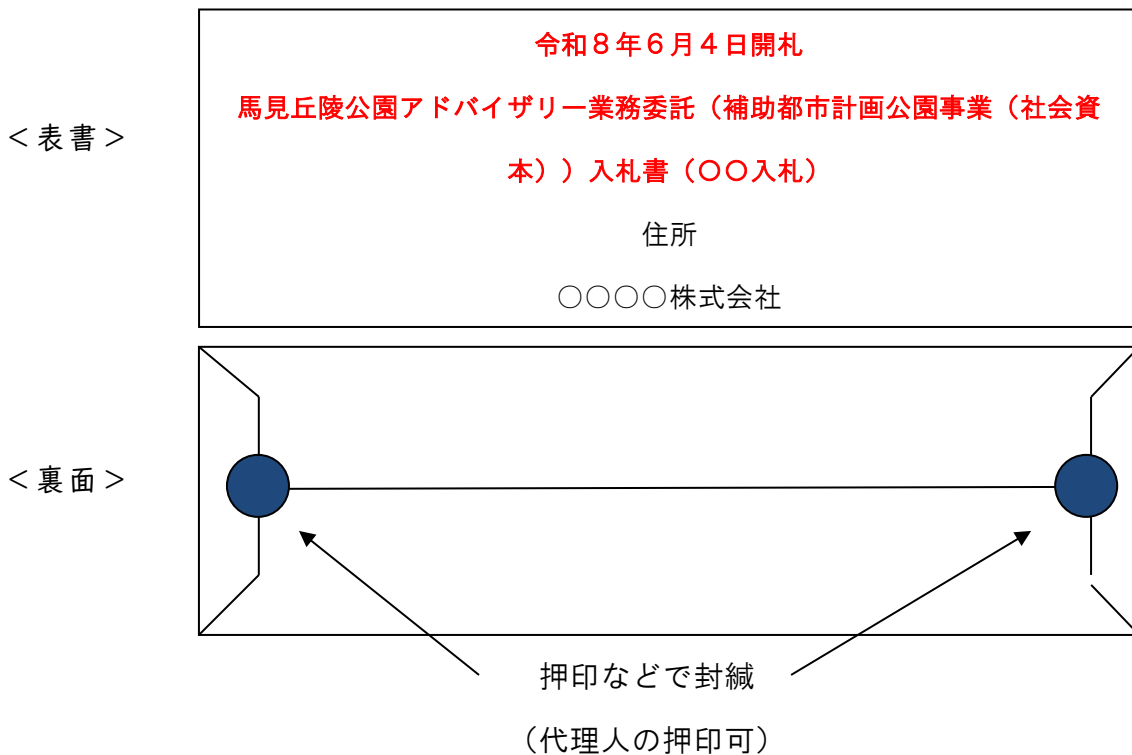 令和８年６月４日開札
馬見丘陵公園アドバイザリー業務委託（補助都市計画公園事業（社会資
＜表書＞
本））入札書（〇〇入札）
住所
○○○○株式会社
＜裏面＞
押印などで封緘
（代理人の押印可）